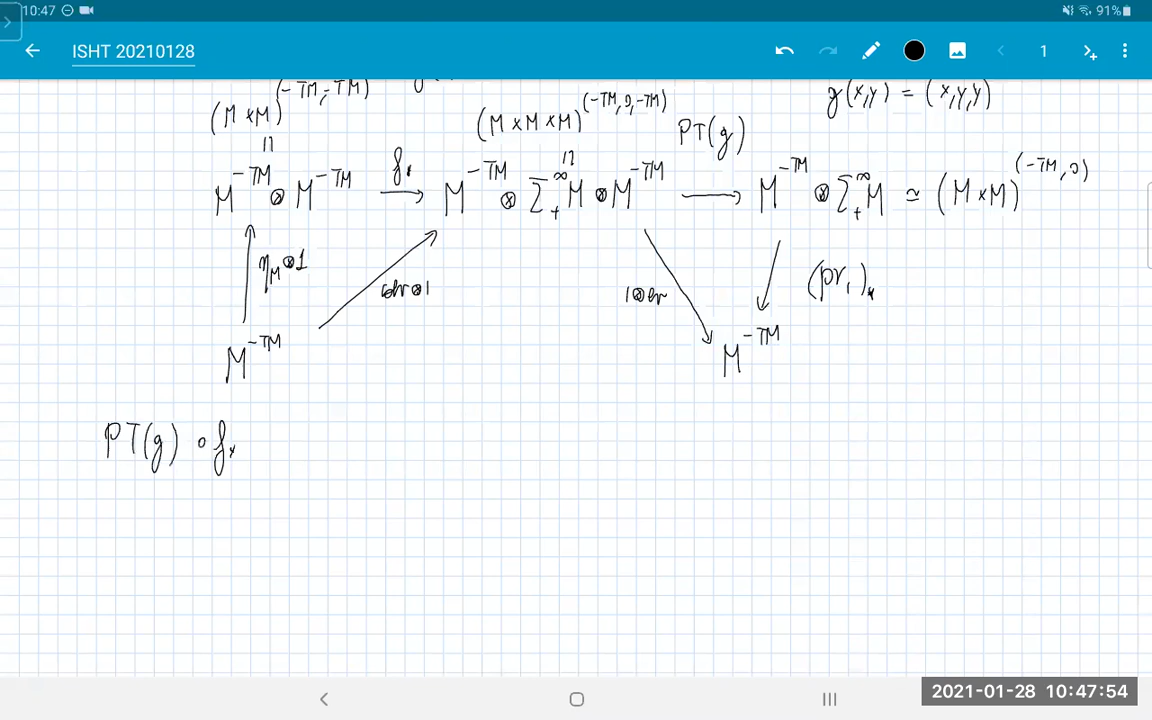 10:47 91%
ISHT 20210128 1
(M×M)^(-TM,-TM) (M×M×M)^(-TM,0,-TM) PT(g) g(x,y) = (x,y,y)
M^-TM ⊗ M^-TM → f_* M^-TM ⊗ Σ^∞_+ M ⊗ M^-TM → M^-TM ⊗ Σ^∞_+ M ≃ (M×M)^(-TM,0)
η_M⊗1 ⊗1 1⊗ev (pr_1)_*
M^-TM M^-TM
PT(g) ∘ f_*
2021-01-28 10:47:54